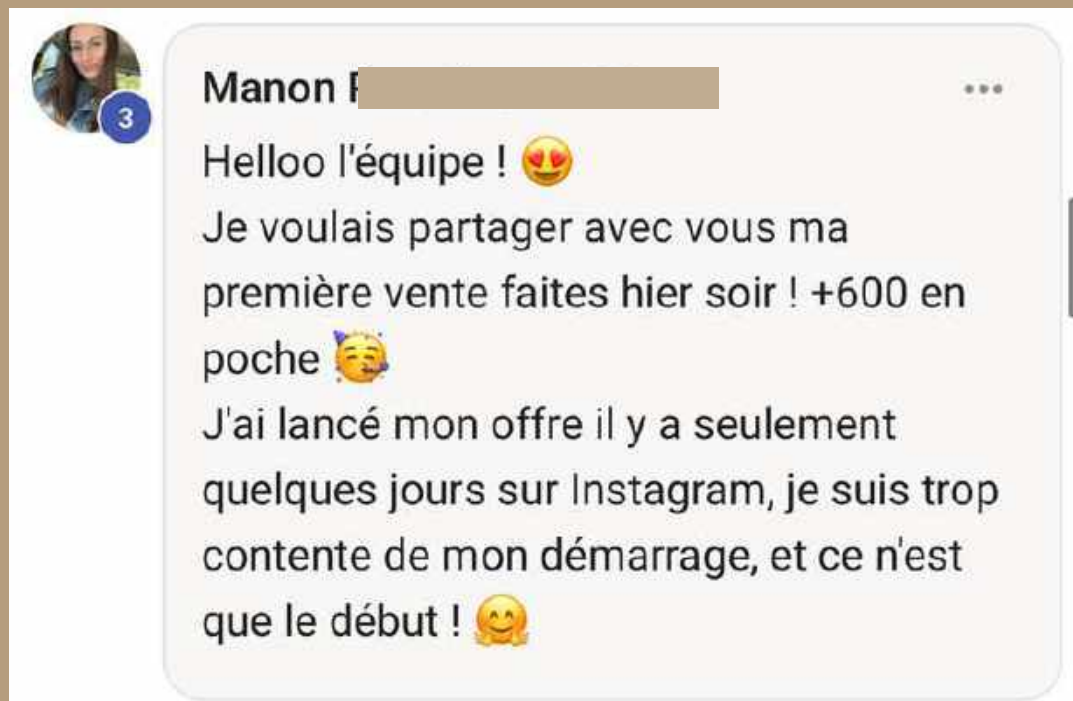 Manon
3
Helloo l'équipe ! 😍
Je voulais partager avec vous ma
première vente faites hier soir ! +600 en
poche 🥳
J'ai lancé mon offre il y a seulement
quelques jours sur Instagram, je suis trop
contente de mon démarrage, et ce n'est
que le début ! 🤗